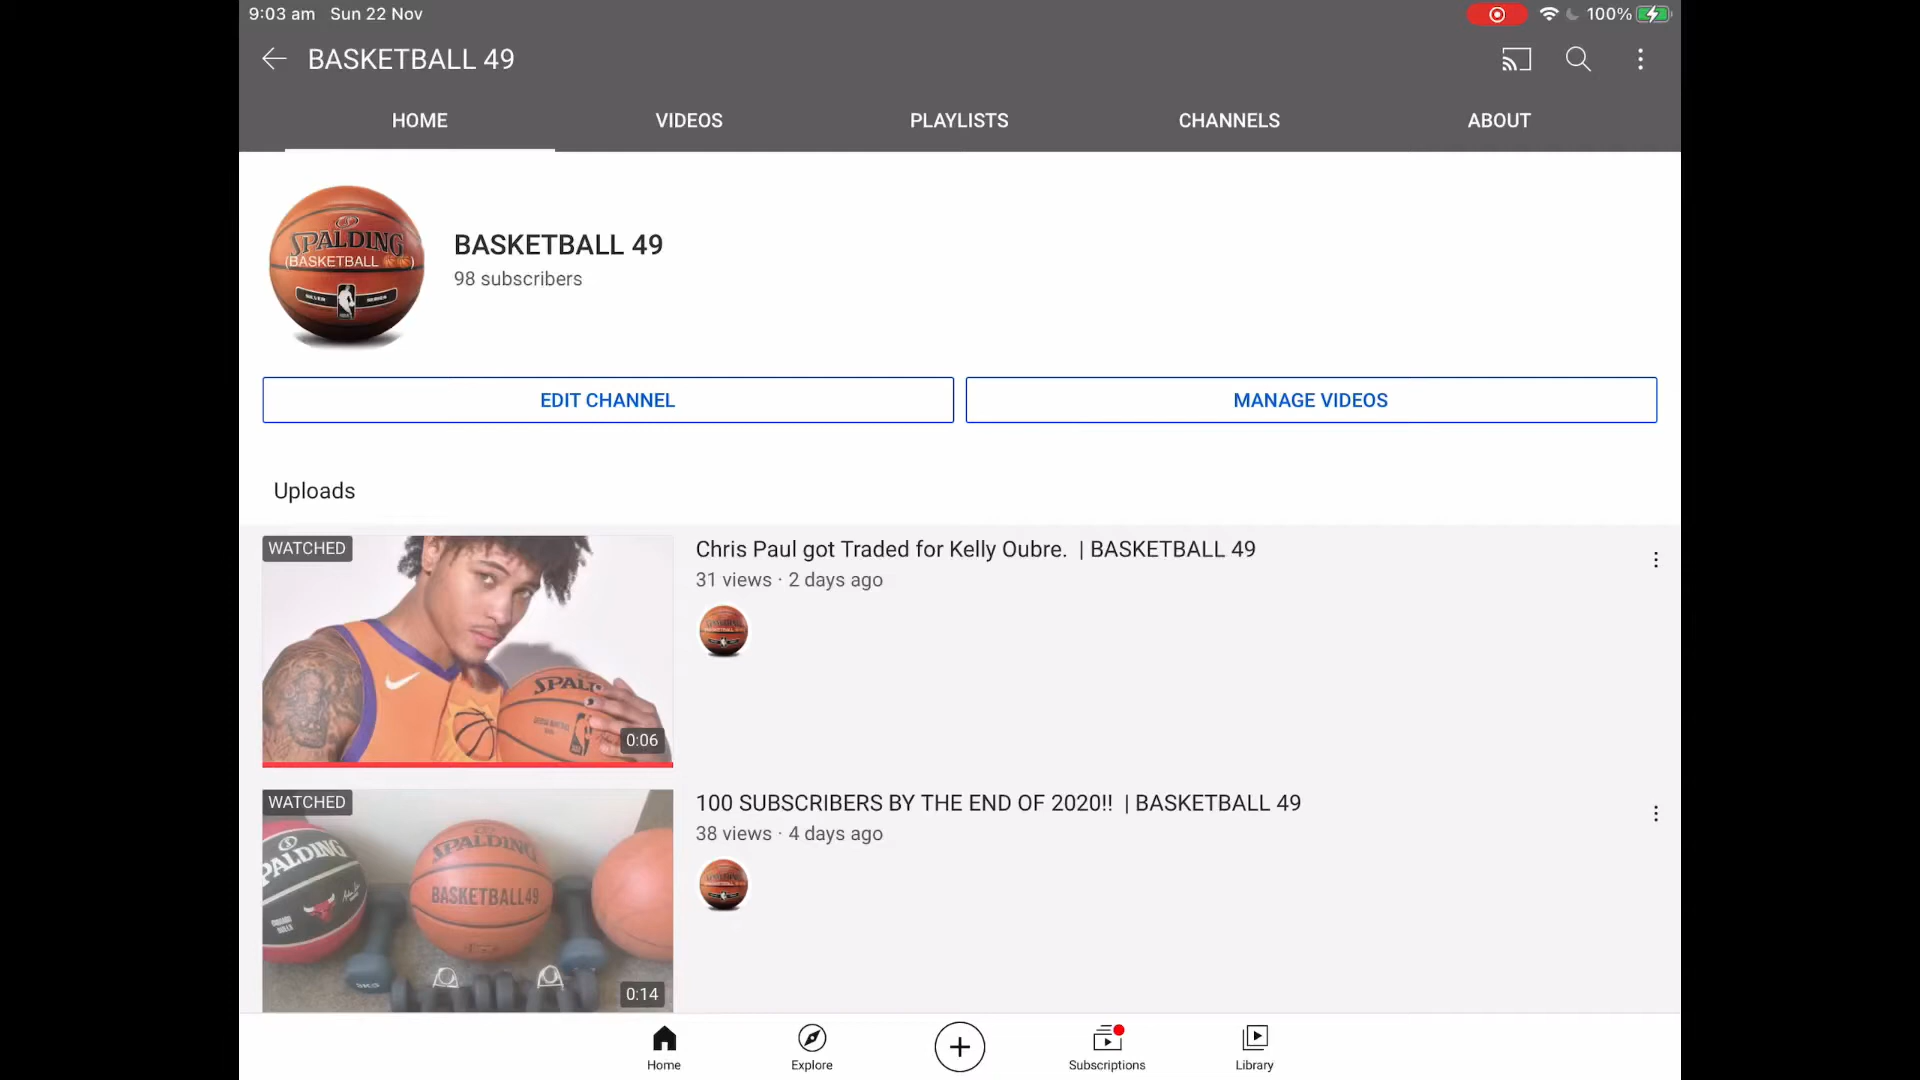 9:03 am Sun 22 Nov
100%
BASKETBALL 49
HOME VIDEOS PLAYLISTS CHANNELS ABOUT
SPALDING
(BASKETBALL
BASKETBALL 49
98 subscribers
EDIT CHANNEL MANAGE VIDEOS
Uploads
WATCHED
Chris Paul got Traded for Kelly Oubre. | BASKETBALL 49
31 views · 2 days ago
SPAL
0:06
WATCHED
100 SUBSCRIBERS BY THE END OF 2020!! | BASKETBALL 49
38 views · 4 days ago
SPALDING
SPALDING
BASKETBALL49
0:14
Home Explore Subscriptions Library